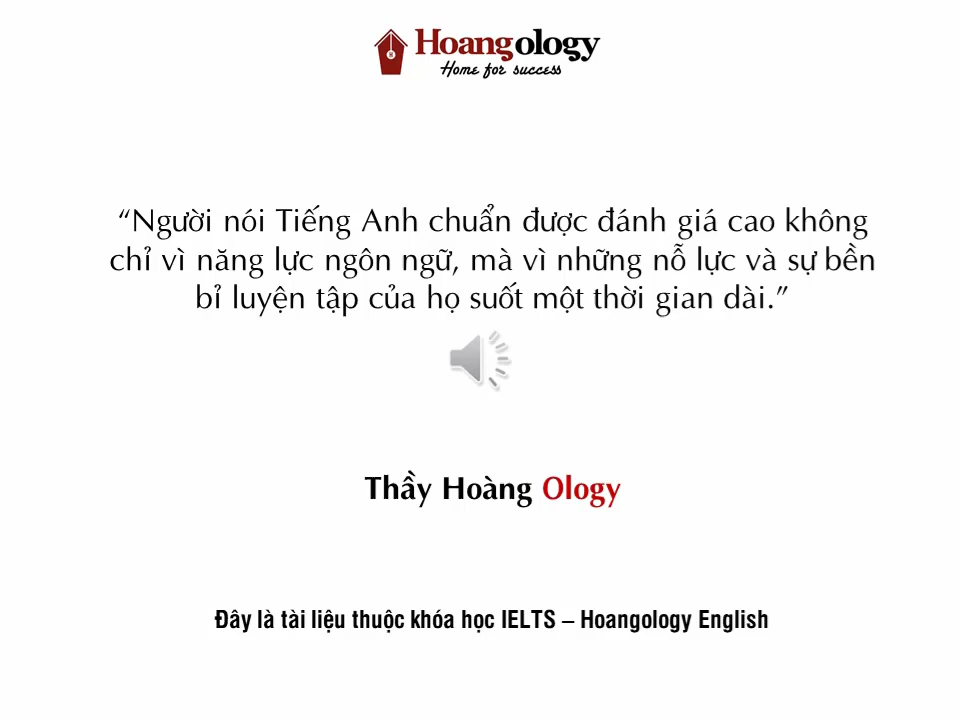 Hoangology
Home for success
“Người nói Tiếng Anh chuẩn được đánh giá cao không
chỉ vì năng lực ngôn ngữ, mà vì những nỗ lực và sự bền
bỉ luyện tập của họ suốt một thời gian dài.”
Thầy Hoàng Ology
Đây là tài liệu thuộc khóa học IELTS – Hoangology English